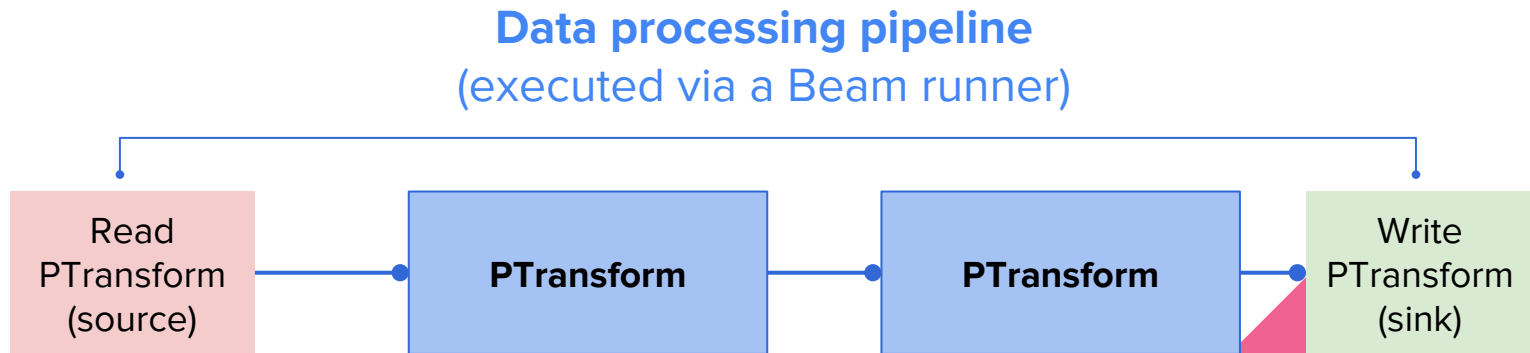 Data processing pipeline
(executed via a Beam runner)
Read
PTransform
(source)
PTransform
PTransform
Write
PTransform
(sink)